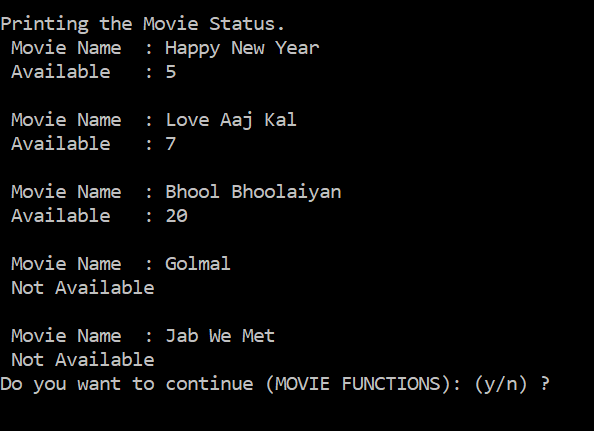 Printing the Movie Status.
Movie Name : Happy New Year
Available : 5
Movie Name : Love Aaj Kal
Available : 7
Movie Name : Bhool Bhoolaiyan
Available : 20
Movie Name : Golmal
Not Available
Movie Name : Jab We Met
Not Available
Do you want to continue (MOVIE FUNCTIONS): (y/n) ?